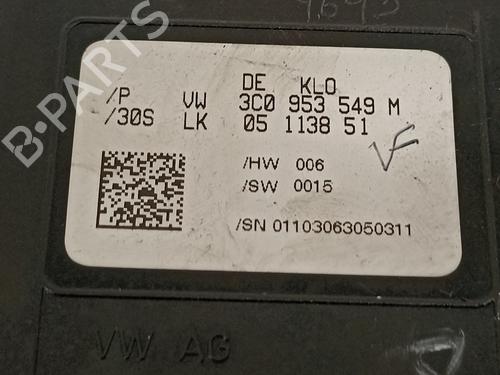 DE KLO
/P VW 3C0 953 549 M
/30S LK 05 1138 51
VF
/HW 006
/SW 0015
/SN 01103063050311
VW AG
B-PARTS